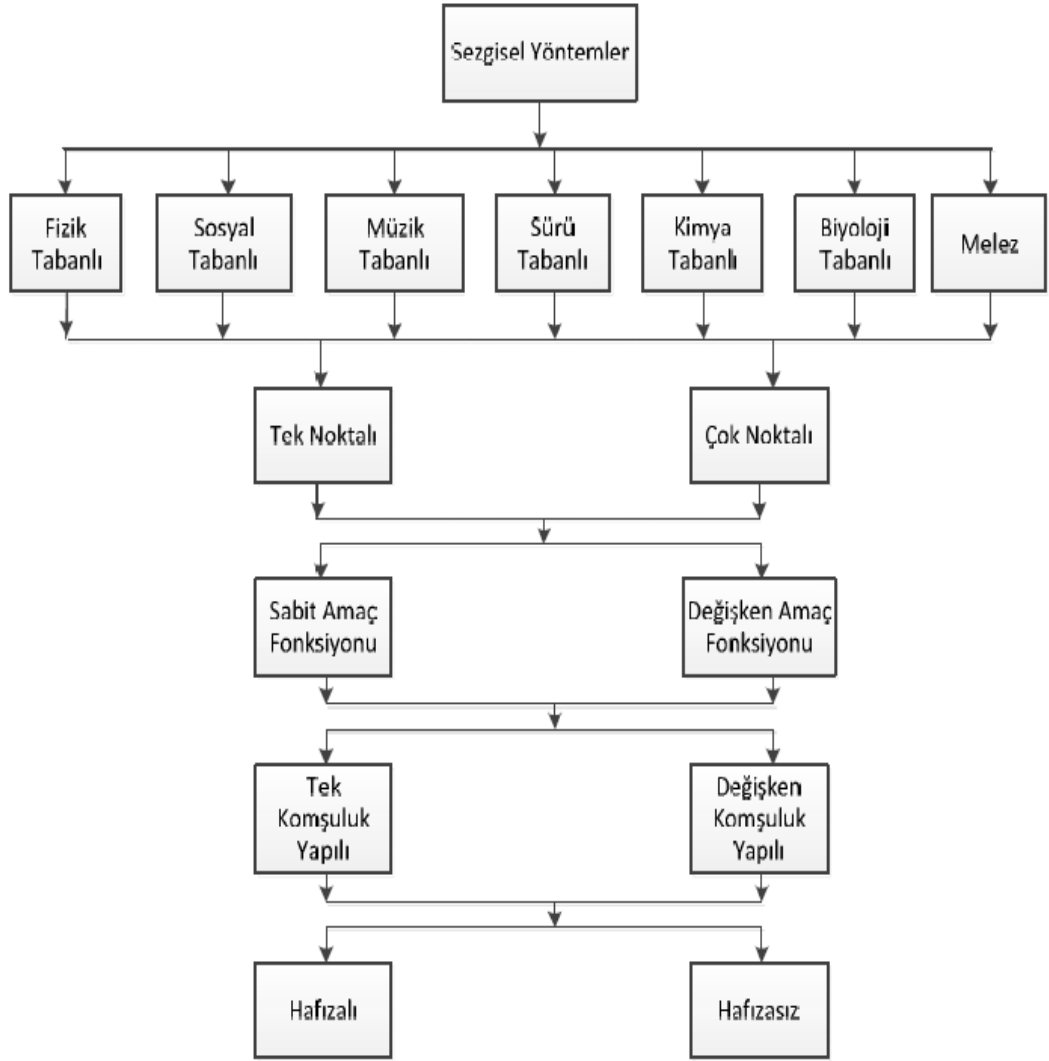 Sezgisel Yöntemler
Fizik
Tabanlı
Sosyal
Tabanlı
Müzik
Tabanlı
Sürü
Tabanlı
Kimya
Tabanlı
Biyoloji
Tabanlı
Melez
Tek Noktalı
Çok Noktalı
Sabit Amaç
Fonksiyonu
Değişken Amaç
Fonksiyonu
Tek
Komşuluk
Yapılı
Değişken
Komşuluk
Yapılı
Hafızalı
Hafızasız